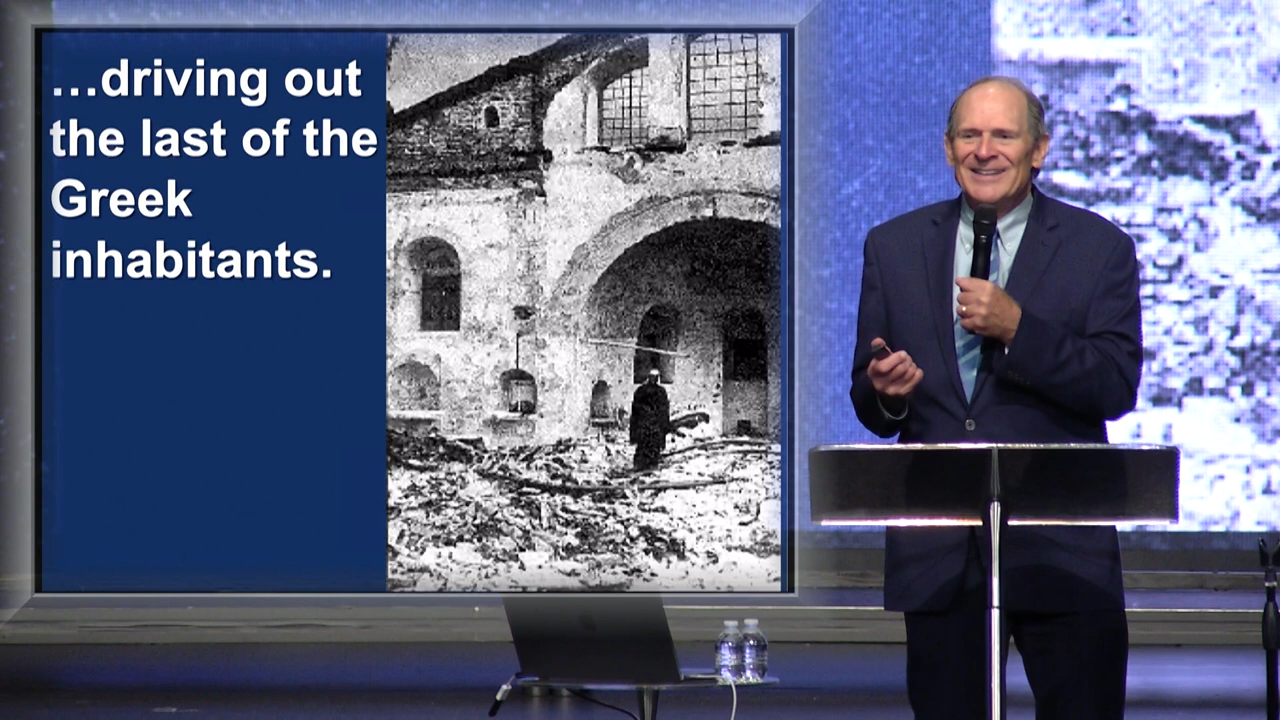 …driving out
the last of the
Greek
inhabitants.